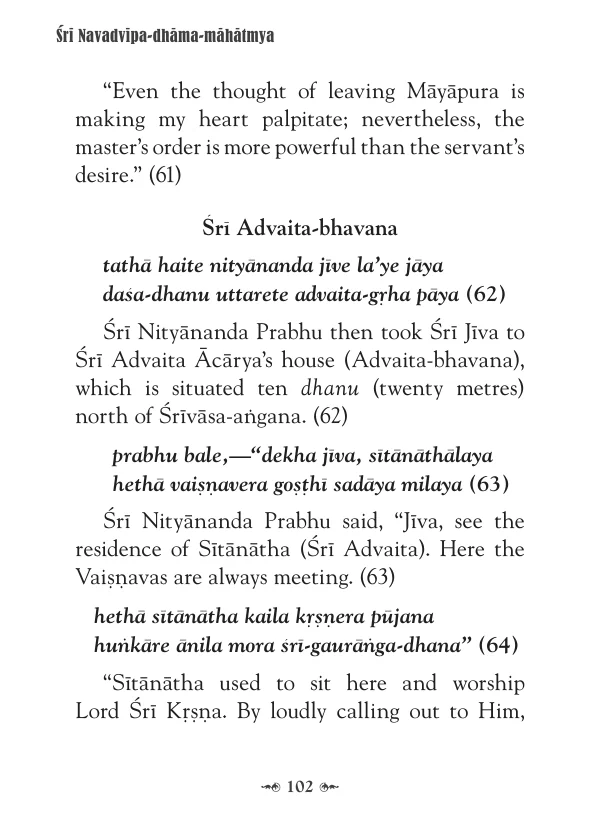 Śrī Navadvīpa-dhāma-māhātmya
“Even the thought of leaving Māyāpura is
making my heart palpitate; nevertheless, the
master’s order is more powerful than the servant’s
desire.” (61)
Śrī Advaita-bhavana
tathā haite nityānanda jīve la’ye jāya
daśa-dhanu uttarete advaita-gṛha pāya (62)
Śrī Nityānanda Prabhu then took Śrī Jīva to
Śrī Advaita Ācārya’s house (Advaita-bhavana),
which is situated ten dhanu (twenty metres)
north of Śrīvāsa-aṅgana. (62)
prabhu bale,—“dekha jīva, sītānāthālaya
hethā vaiṣṇavera goṣṭhī sadāya milaya (63)
Śrī Nityānanda Prabhu said, “Jīva, see the
residence of Sītānātha (Śrī Advaita). Here the
Vaiṣṇavas are always meeting. (63)
hethā sītānātha kaila kṛṣṇera pūjana
huṅkāre ānila mora śrī-gaurāṅga-dhana” (64)
“Sītānātha used to sit here and worship
Lord Śrī Kṛṣṇa. By loudly calling out to Him,
102